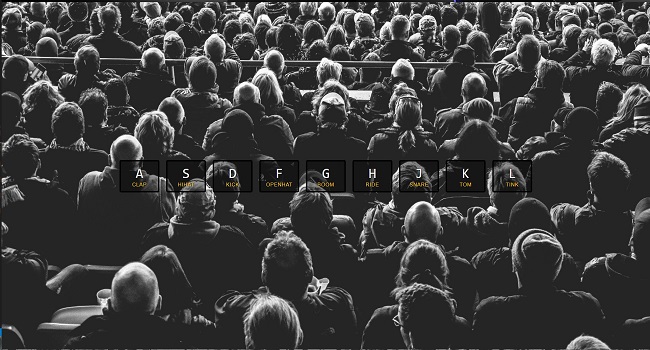 A S D F G H J K L
CLAP HIHAT KICK OPENHAT BOOM RIDE SNARE TOM TINK